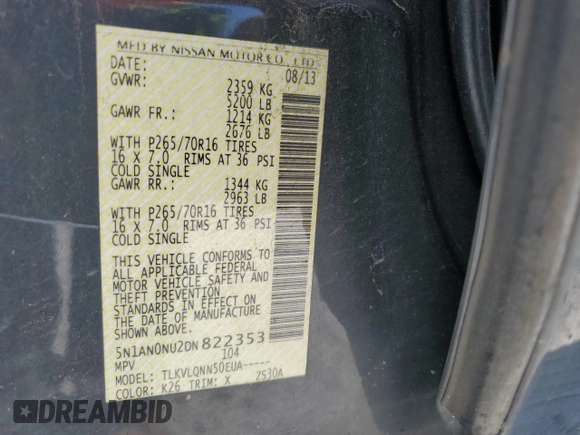 MFD BY NISSAN MOTOR CO., LTD.
DATE: 08/13
GVWR: 2359 KG
5200 LB
GAWR FR.: 1214 KG
2676 LB
WITH P265/70R16 TIRES
16 X 7.0 RIMS AT 36 PSI
COLD SINGLE
GAWR RR.: 1344 KG
2963 LB
WITH P265/70R16 TIRES
16 X 7.0 RIMS AT 36 PSI
COLD SINGLE
THIS VEHICLE CONFORMS TO
ALL APPLICABLE FEDERAL
MOTOR VEHICLE SAFETY AND
THEFT PREVENTION
STANDARDS IN EFFECT ON
THE DATE OF MANUFACTURE
SHOWN ABOVE.
5N1AN0NU2DN822353
MPV 104
MODEL: TLKVLQNN50EUA-----
COLOR: K26 TRIM: X ZS30A
DREAMBID